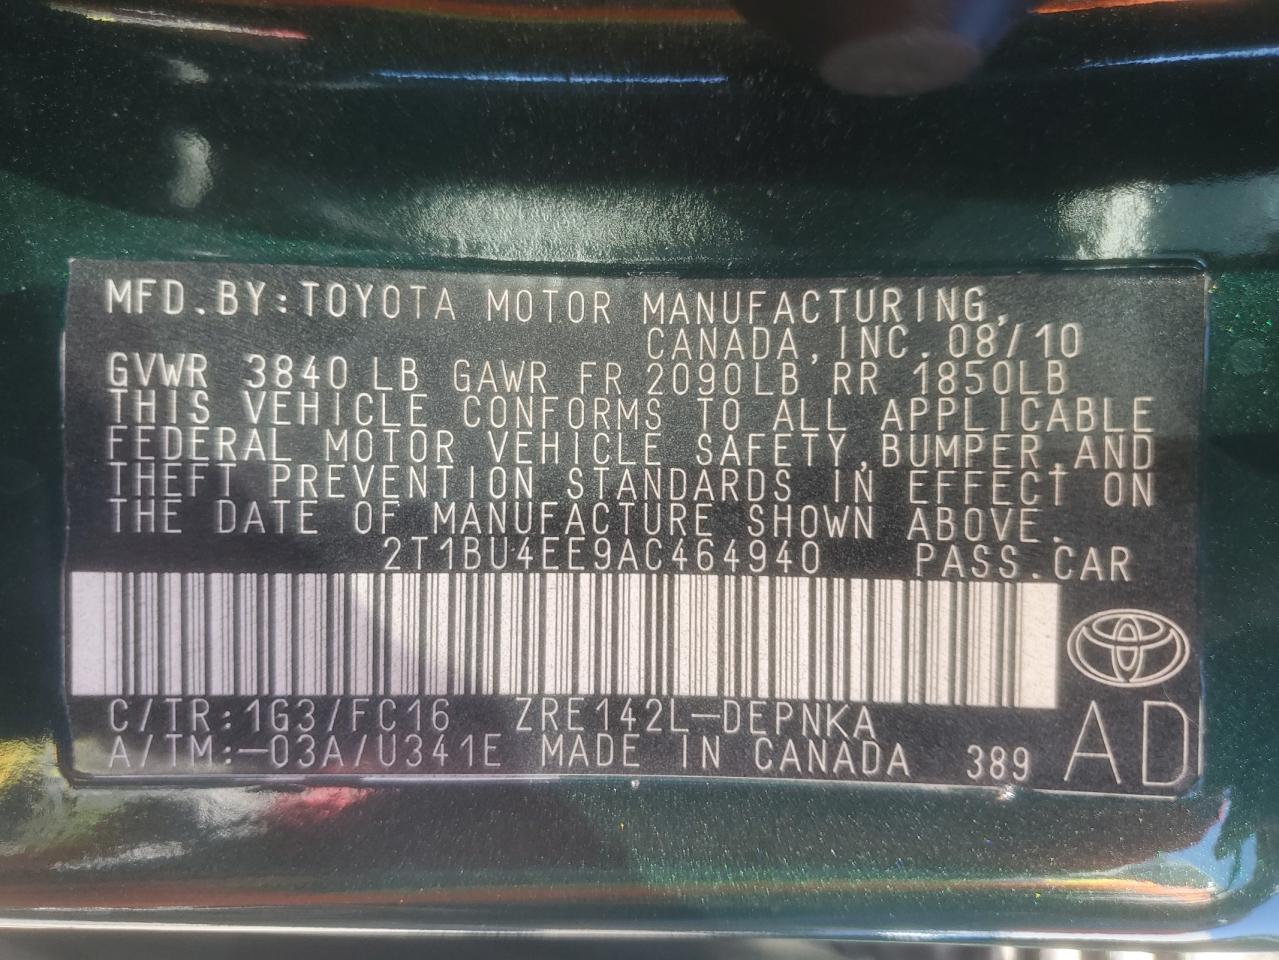 MFD.BY:TOYOTA MOTOR MANUFACTURING,
CANADA,INC. 08/10
GVWR 3840 LB GAWR FR 2090LB RR 1850LB
THIS VEHICLE CONFORMS TO ALL APPLICABLE
FEDERAL MOTOR VEHICLE SAFETY,BUMPER,AND
THEFT PREVENTION STANDARDS IN EFFECT ON
THE DATE OF MANUFACTURE SHOWN ABOVE.
2T1BU4EE9AC464940 PASS.CAR
C/TR:1G3/FC16 ZRE142L-DEPNKA
A/TM:-03A/U341E MADE IN CANADA 389 AD